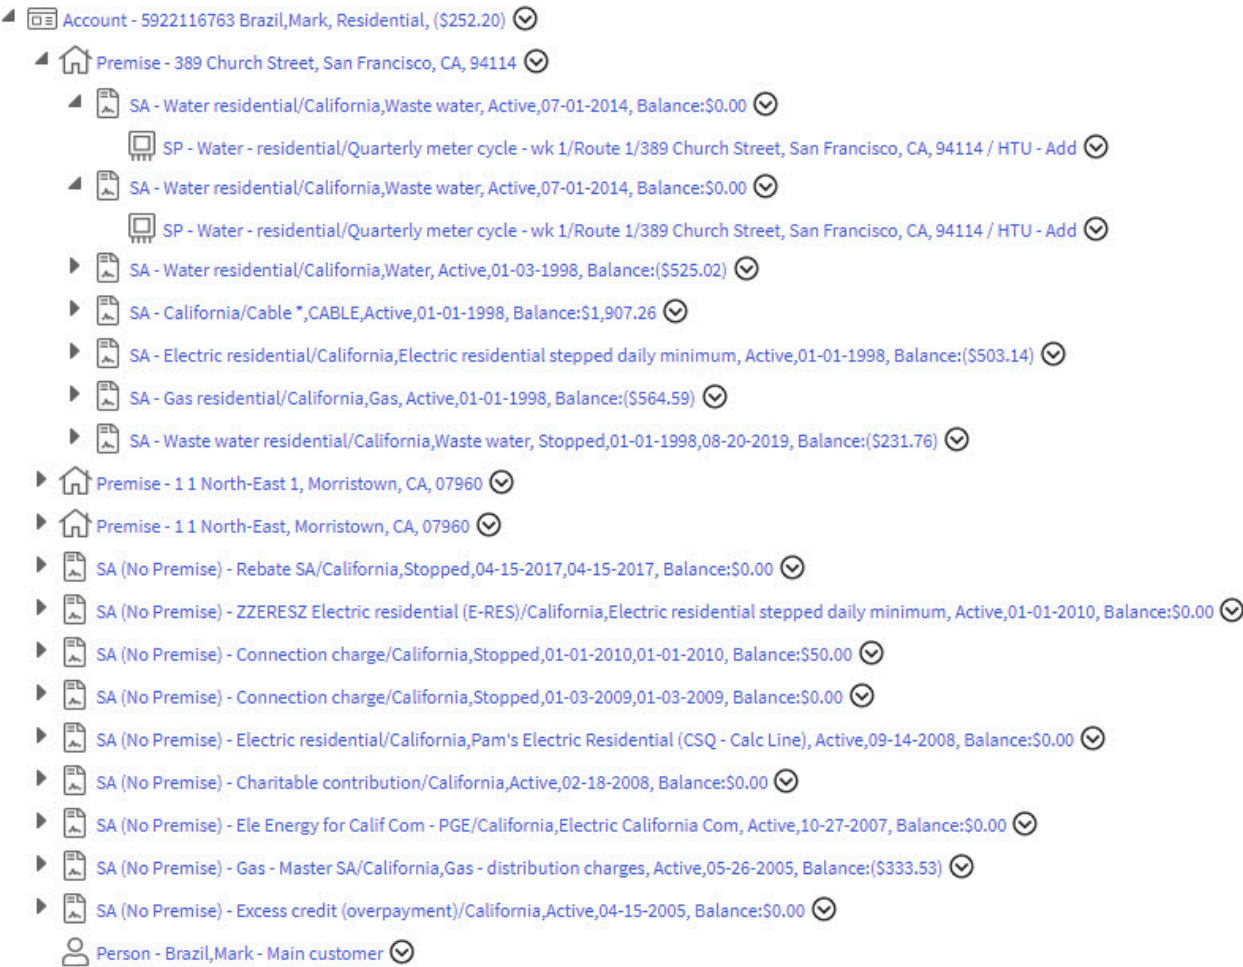 Account - 5922116763 Brazil,Mark, Residential, ($252.20)
Premise - 389 Church Street, San Francisco, CA, 94114
SA - Water residential/California,Waste water, Active,07-01-2014, Balance:$0.00
SP - Water - residential/Quarterly meter cycle - wk 1/Route 1/389 Church Street, San Francisco, CA, 94114 / HTU - Add
SA - Water residential/California,Waste water, Active,07-01-2014, Balance:$0.00
SP - Water - residential/Quarterly meter cycle - wk 1/Route 1/389 Church Street, San Francisco, CA, 94114 / HTU - Add
SA - Water residential/California,Water, Active,01-03-1998, Balance:($525.02)
SA - California/Cable *,CABLE,Active,01-01-1998, Balance:$1,907.26
SA - Electric residential/California,Electric residential stepped daily minimum, Active,01-01-1998, Balance:($503.14)
SA - Gas residential/California,Gas, Active,01-01-1998, Balance:($564.59)
SA - Waste water residential/California,Waste water, Stopped,01-01-1998,08-20-2019, Balance:($231.76)
Premise - 1 1 North-East 1, Morristown, CA, 07960
Premise - 1 1 North-East, Morristown, CA, 07960
SA (No Premise) - Rebate SA/California,Stopped,04-15-2017,04-15-2017, Balance:$0.00
SA (No Premise) - ZZERESZ Electric residential (E-RES)/California,Electric residential stepped daily minimum, Active,01-01-2010, Balance:$0.00
SA (No Premise) - Connection charge/California,Stopped,01-01-2010,01-01-2010, Balance:$50.00
SA (No Premise) - Connection charge/California,Stopped,01-03-2009,01-03-2009, Balance:$0.00
SA (No Premise) - Electric residential/California,Pam's Electric Residential (CSQ - Calc Line), Active,09-14-2008, Balance:$0.00
SA (No Premise) - Charitable contribution/California,Active,02-18-2008, Balance:$0.00
SA (No Premise) - Ele Energy for Calif Com - PGE/California,Electric California Com, Active,10-27-2007, Balance:$0.00
SA (No Premise) - Gas - Master SA/California,Gas - distribution charges, Active,05-26-2005, Balance:($333.53)
SA (No Premise) - Excess credit (overpayment)/California,Active,04-15-2005, Balance:$0.00
Person - Brazil,Mark - Main customer